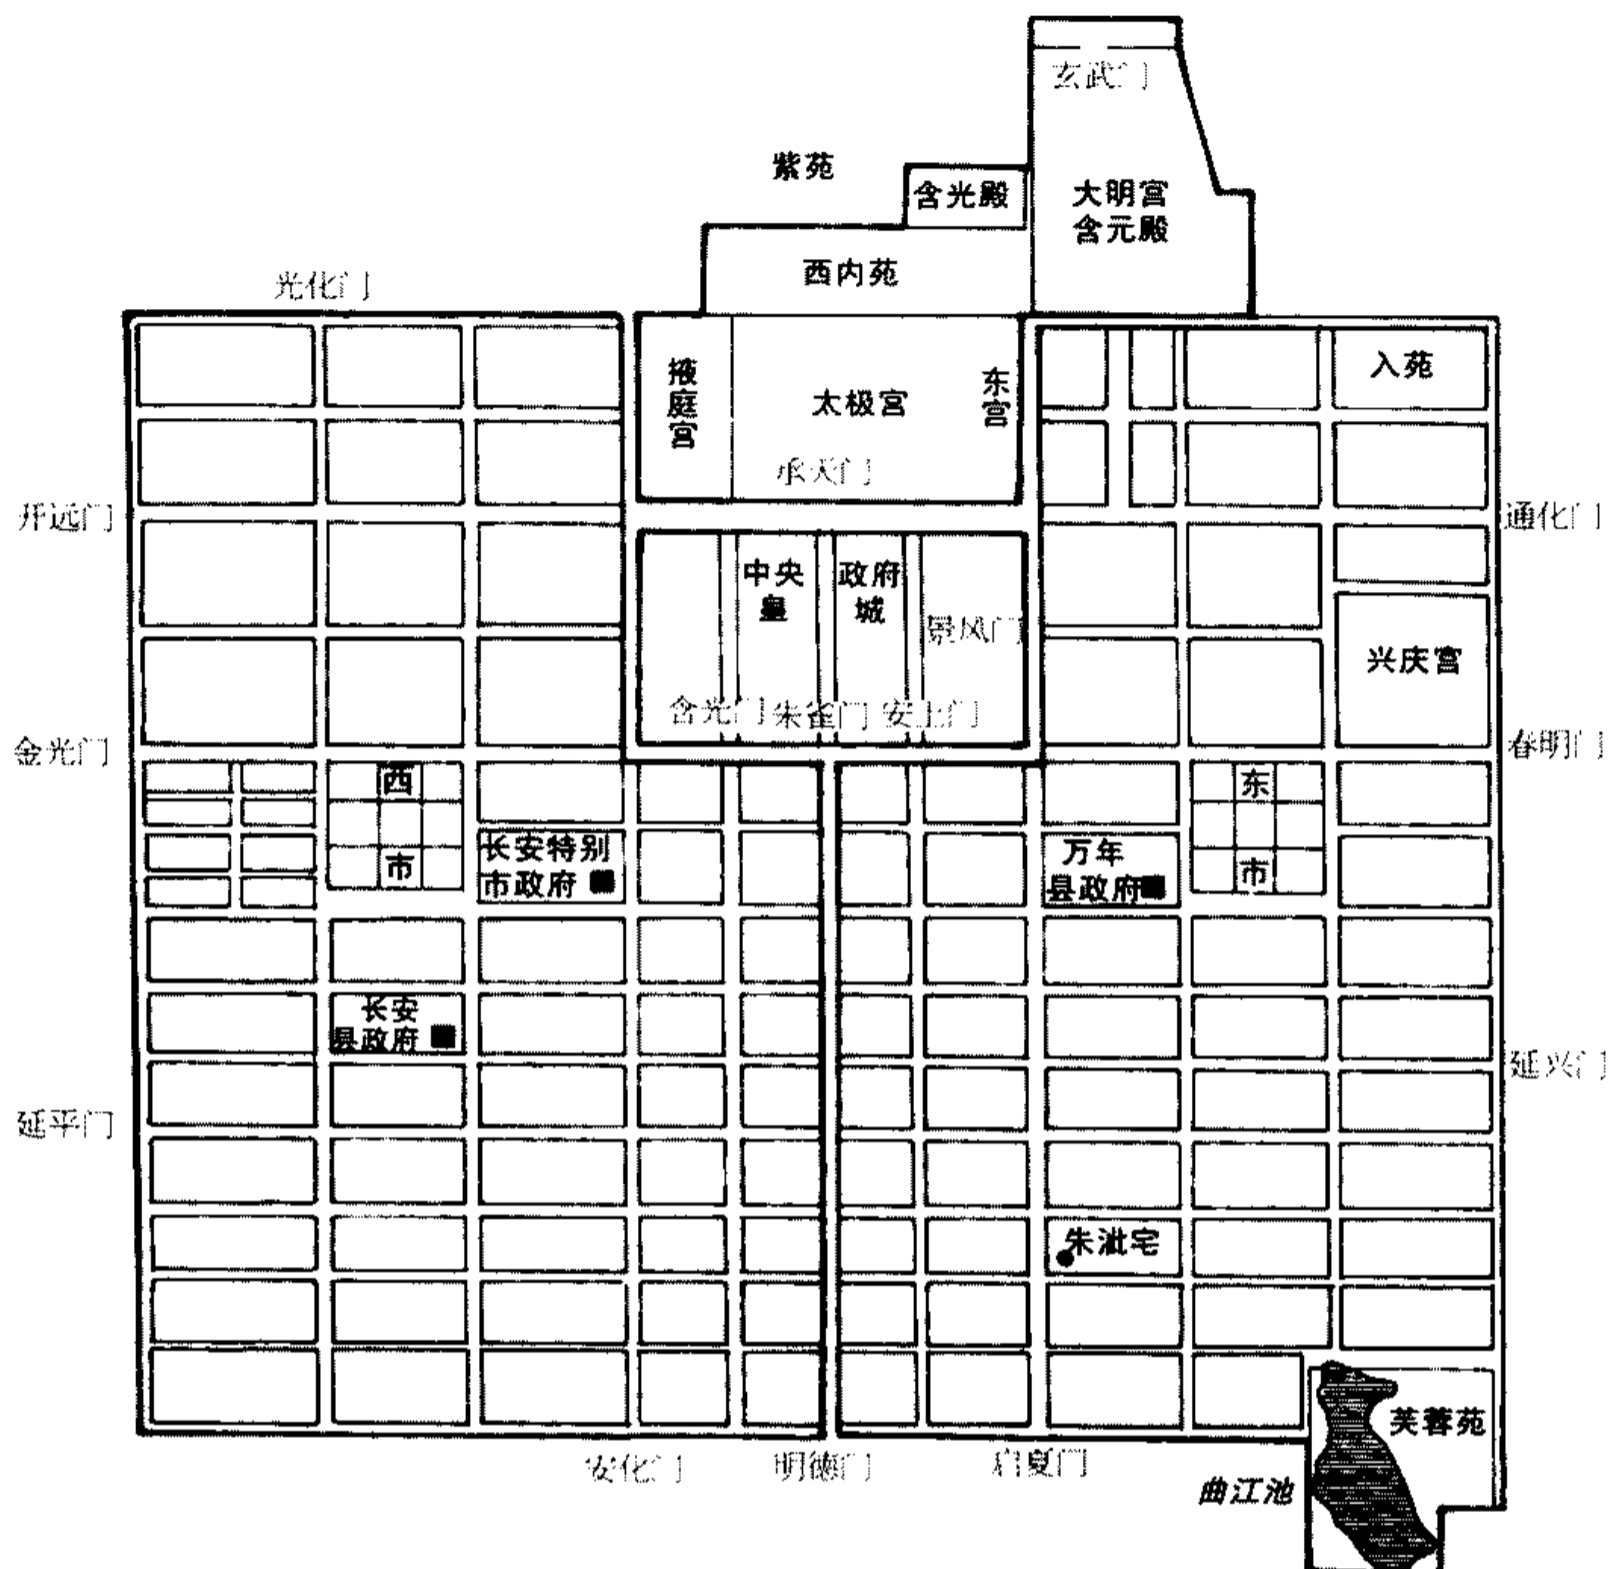 玄武门
紫苑
含光殿
大明宫
含元殿
西内苑
光化门
掖庭宫
太极宫
东宫
入苑
承天门
开远门
通化门
中央
政府
皇
城
景风门
兴庆宫
含光门
朱雀门
安上门
金光门
春明门
西
市
东
市
长安特别
市政府
万年
县政府
长安
县政府
延兴门
延平门
朱泚宅
芙蓉苑
安化门
明德门
启夏门
曲江池